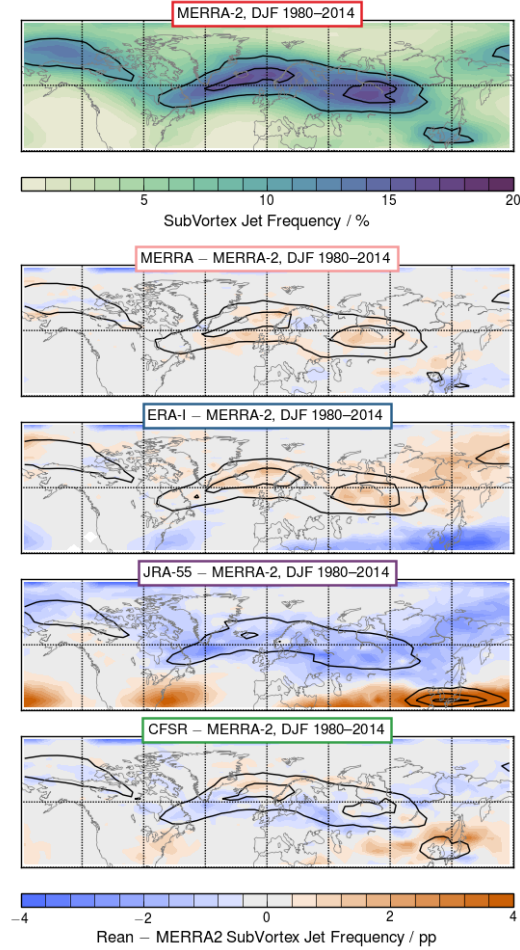 MERRA-2, DJF 1980–2014
5 10 15 20
SubVortex Jet Frequency / %
MERRA − MERRA-2, DJF 1980–2014
ERA-I − MERRA-2, DJF 1980–2014
JRA-55 − MERRA-2, DJF 1980–2014
CFSR − MERRA-2, DJF 1980–2014
−4 −2 0 2 4
Rean − MERRA2 SubVortex Jet Frequency / pp